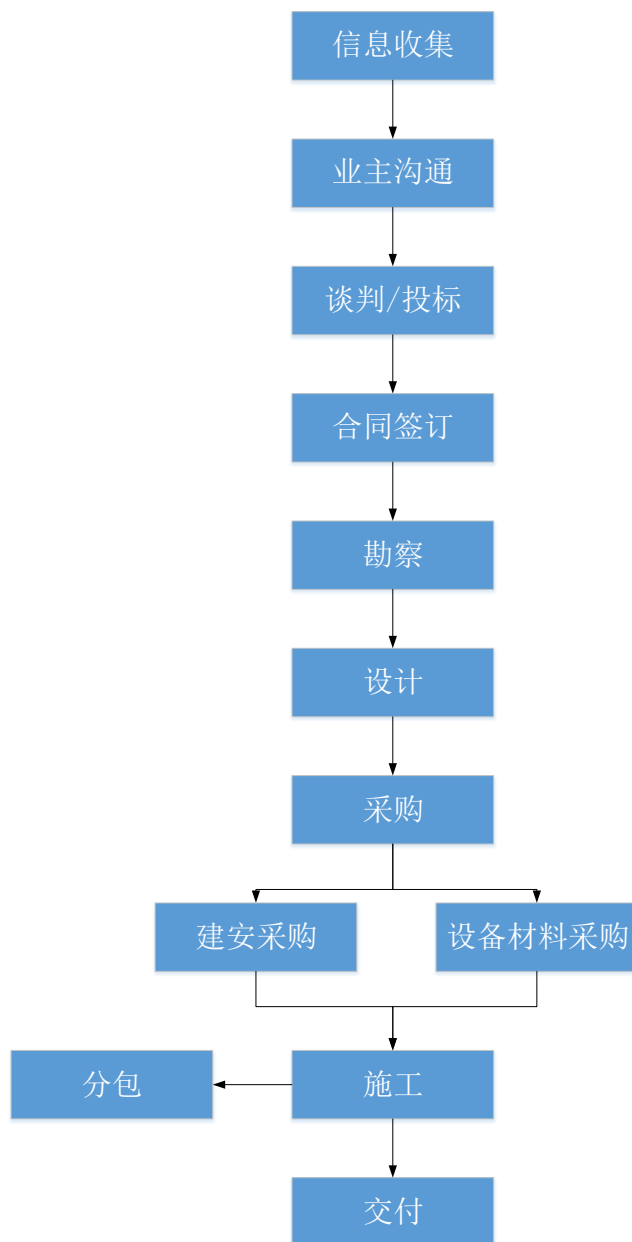 信息收集
业主沟通
谈判/投标
合同签订
勘察
设计
采购
建安采购
设备材料采购
分包
施工
交付